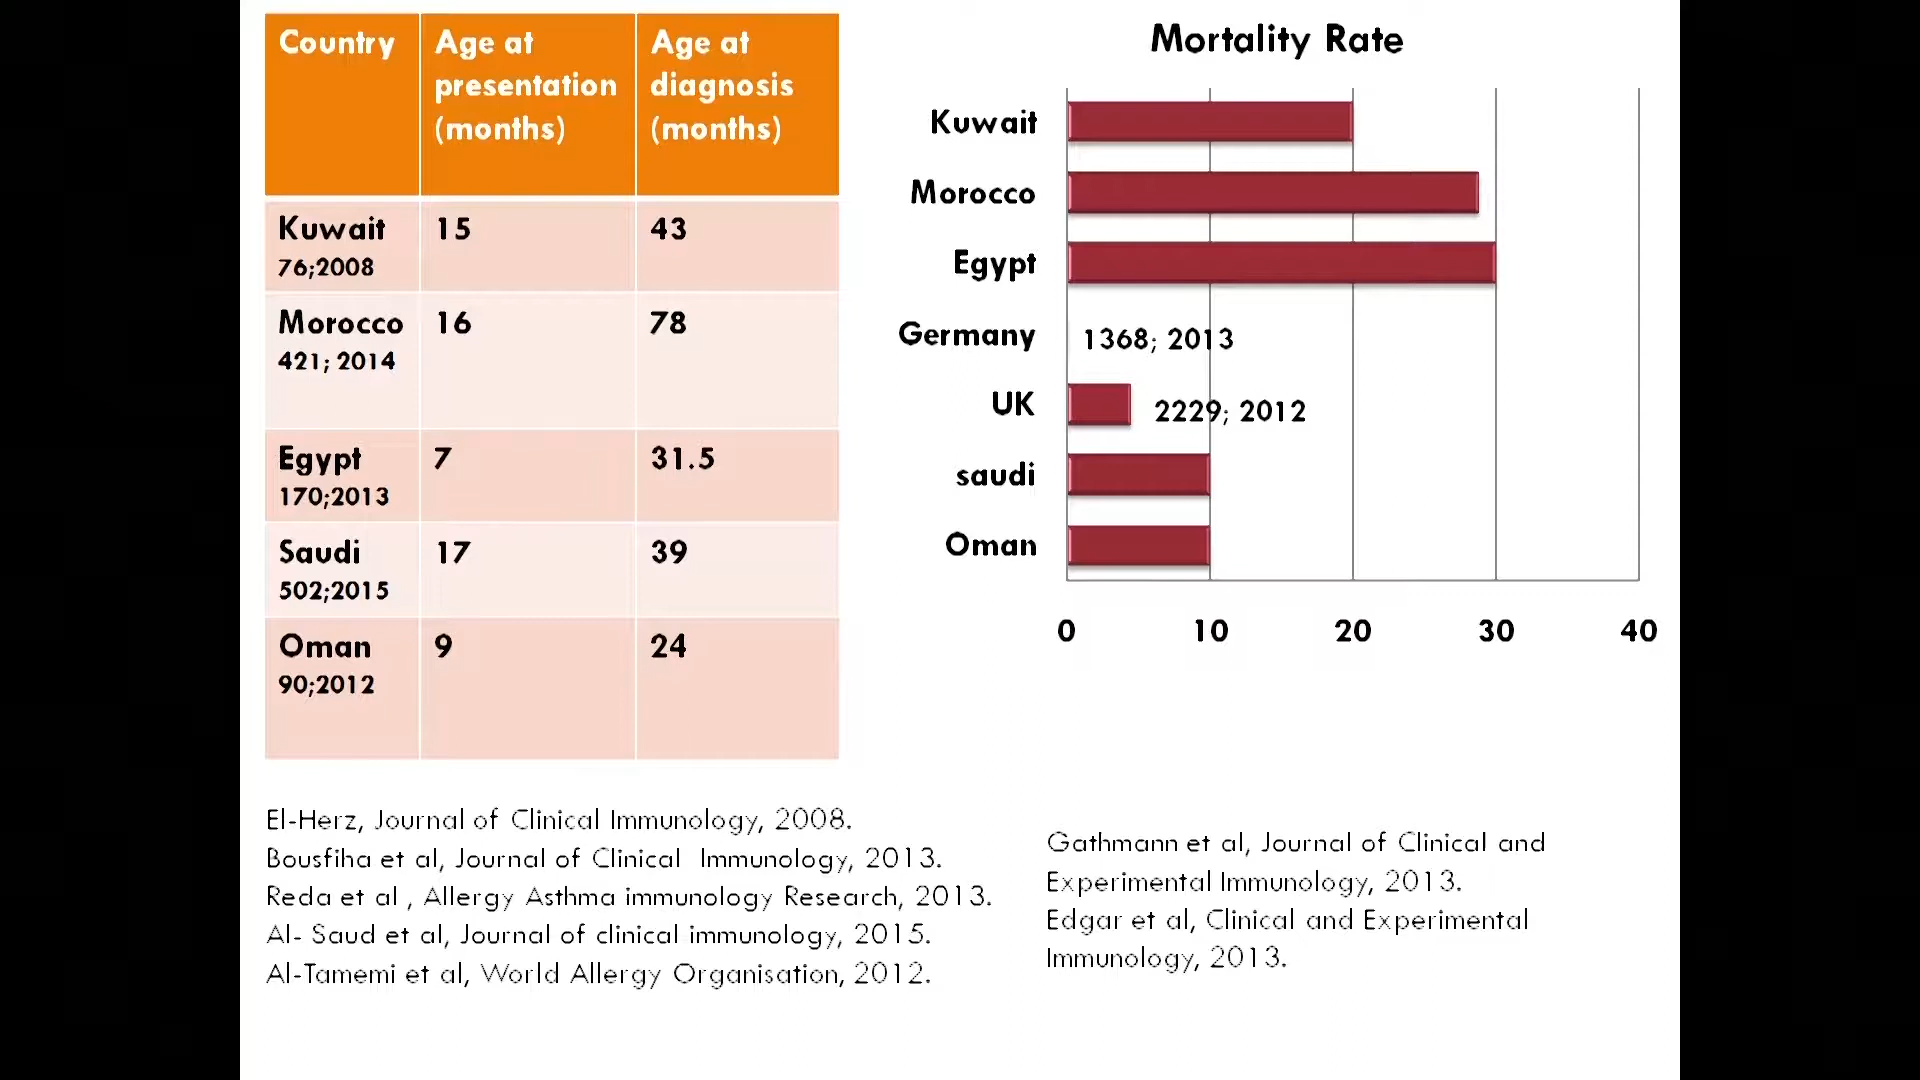 Country
Age at
presentation
(months)
Age at
diagnosis
(months)
Kuwait
76;2008
15
43
Morocco
421; 2014
16
78
Egypt
170;2013
7
31.5
Saudi
502;2015
17
39
Oman
90;2012
9
24
Mortality Rate
Kuwait
Morocco
Egypt
Germany
1368; 2013
UK
2229; 2012
saudi
Oman
0 10 20 30 40
El-Herz, Journal of Clinical Immunology, 2008.
Bousfiha et al, Journal of Clinical  Immunology, 2013.
Reda et al , Allergy Asthma immunology Research, 2013.
Al- Saud et al, Journal of clinical immunology, 2015.
Al-Tamemi et al, World Allergy Organisation, 2012.
Gathmann et al, Journal of Clinical and
Experimental Immunology, 2013.
Edgar et al, Clinical and Experimental
Immunology, 2013.